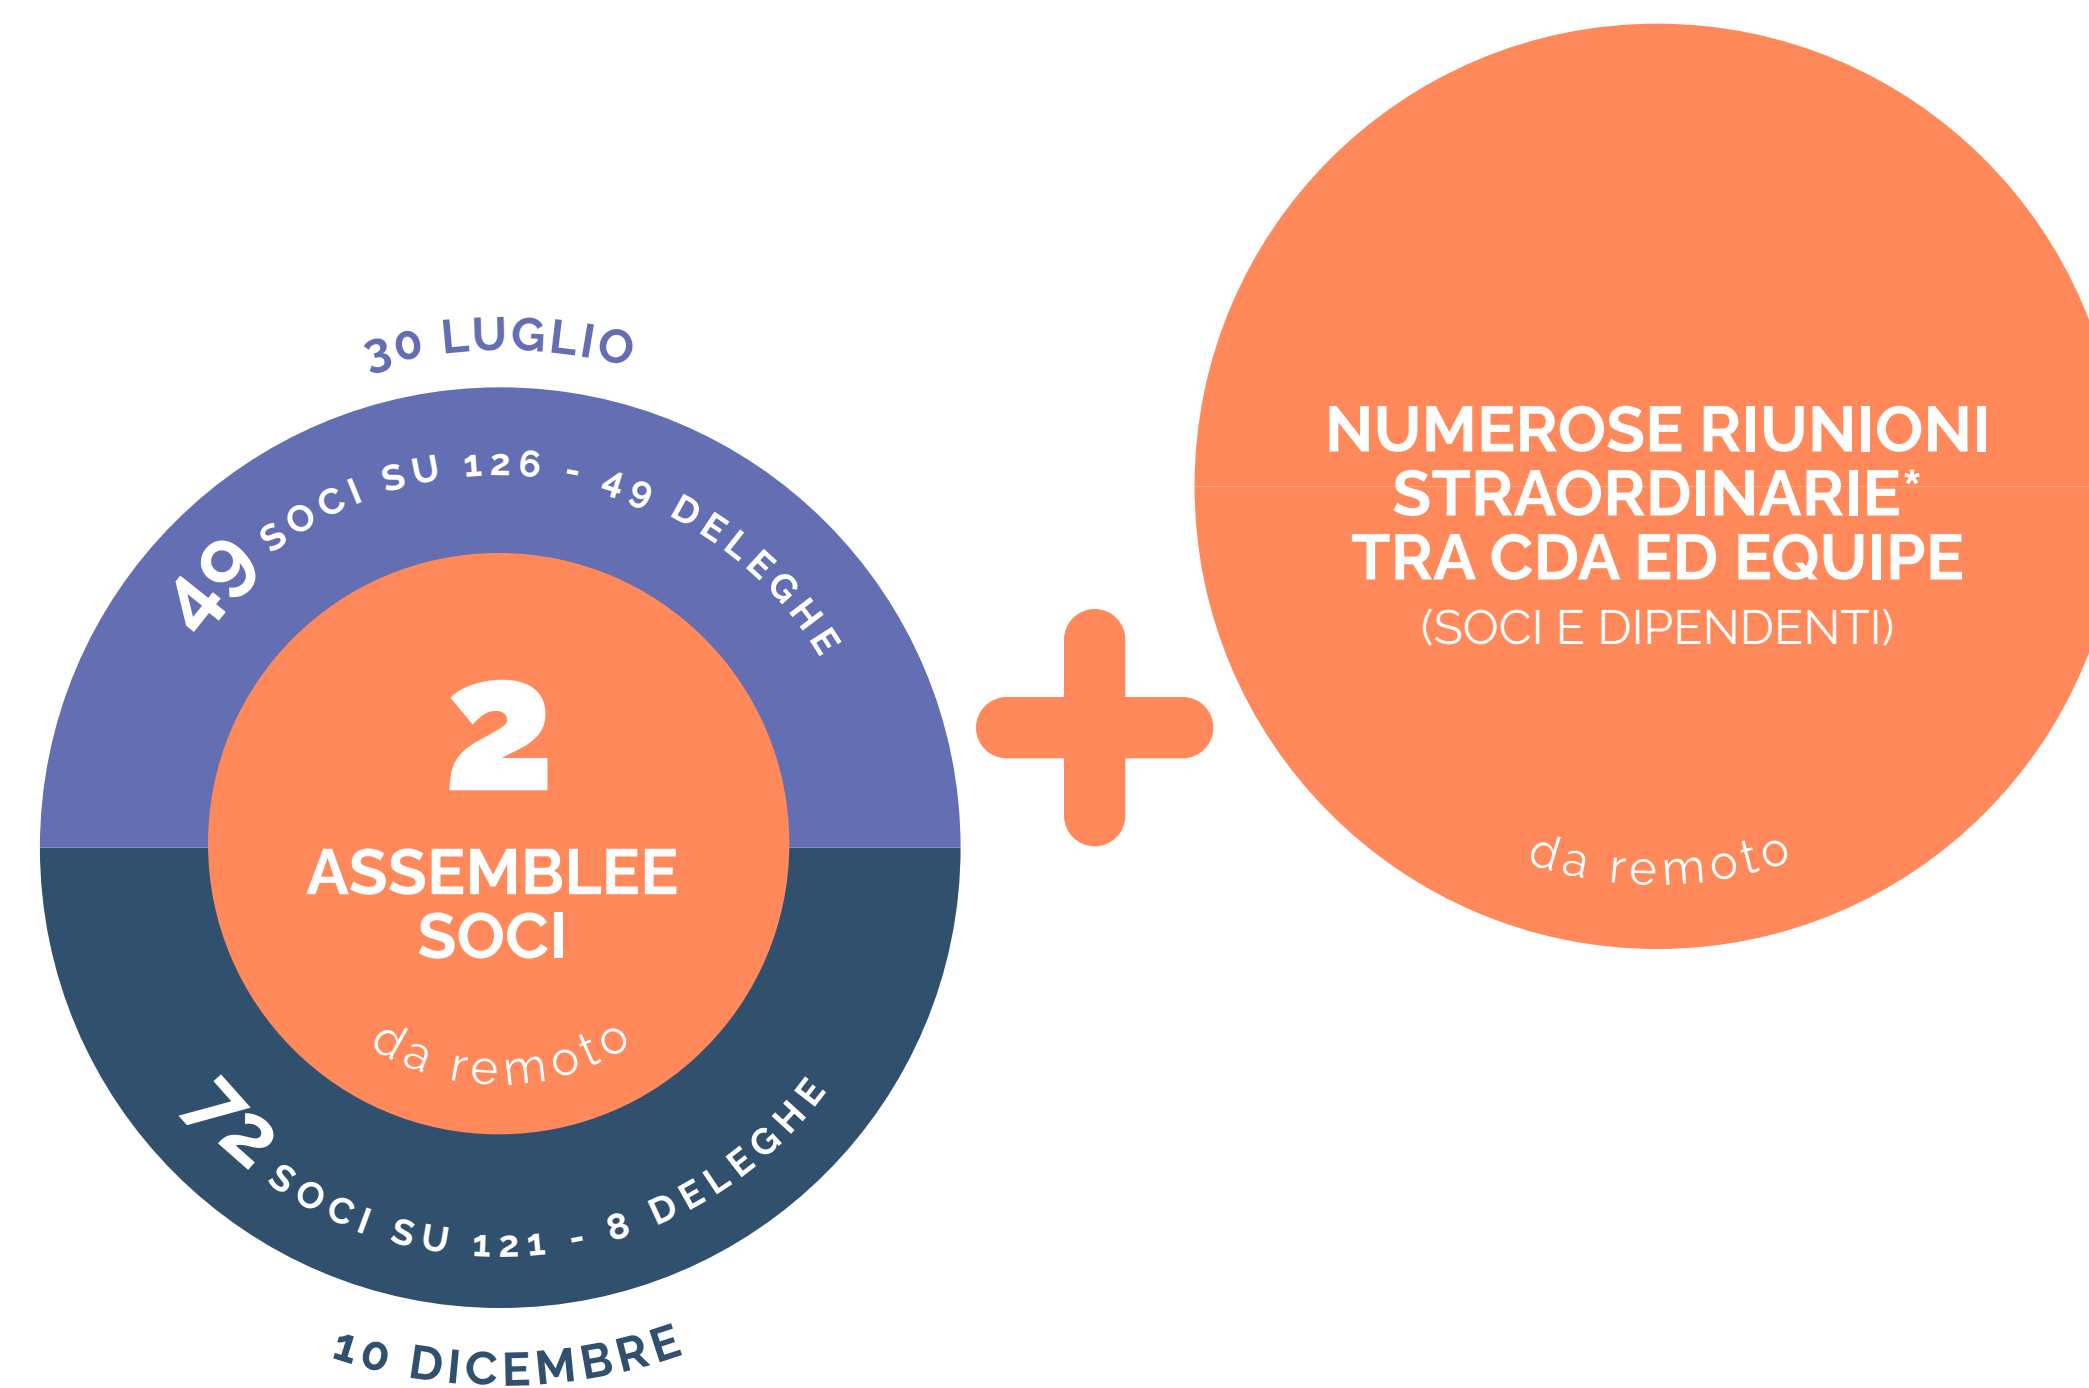 30 LUGLIO
49 SOCI SU 126 - 49 DELEGHE
2
ASSEMBLEE
SOCI
da remoto
72 SOCI SU 121 - 8 DELEGHE
10 DICEMBRE
NUMEROSE RIUNIONI
STRAORDINARIE*
TRA CDA ED EQUIPE
(SOCI E DIPENDENTI)
da remoto